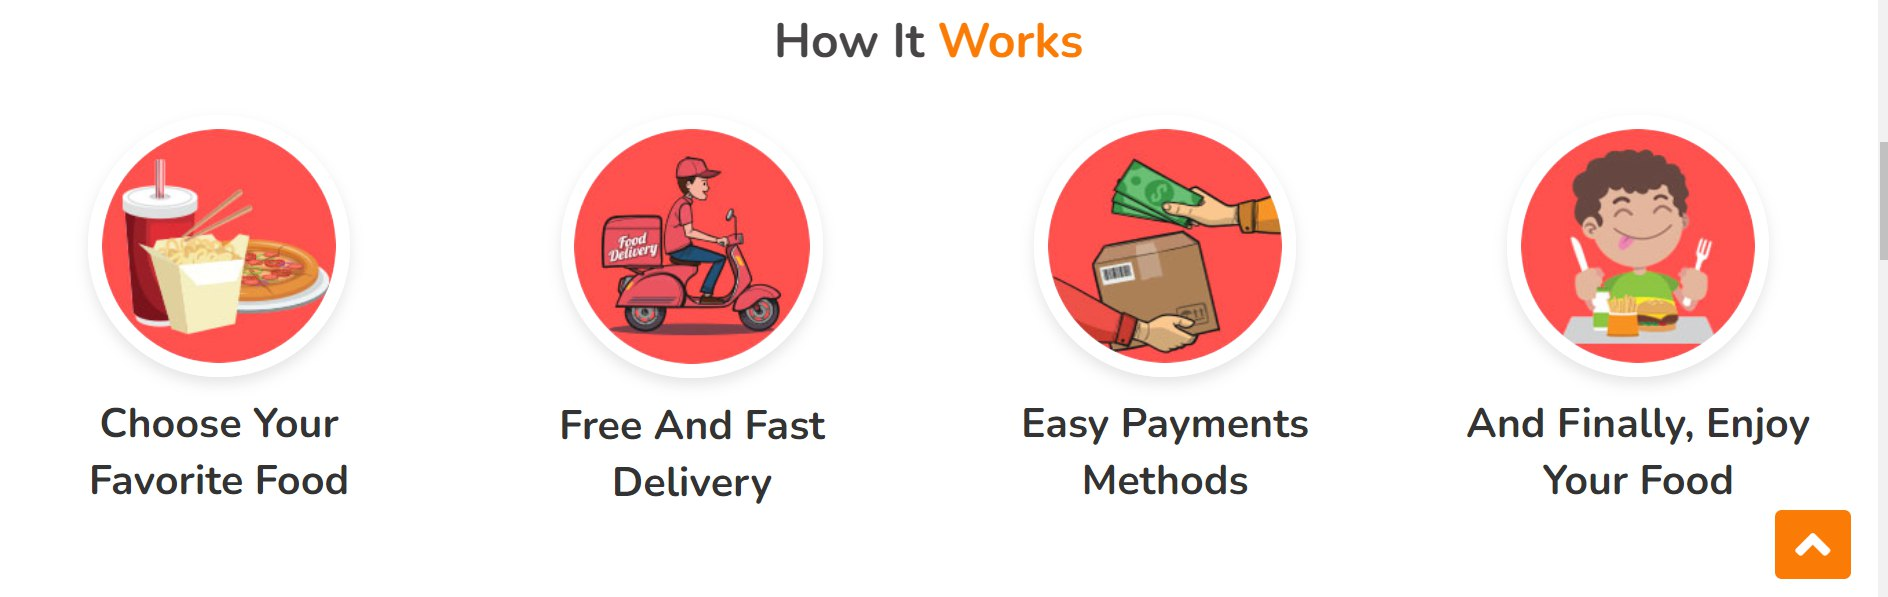 How It Works
Choose Your
Favorite Food
Free And Fast
Delivery
Easy Payments
Methods
And Finally, Enjoy
Your Food
Food
Delivery